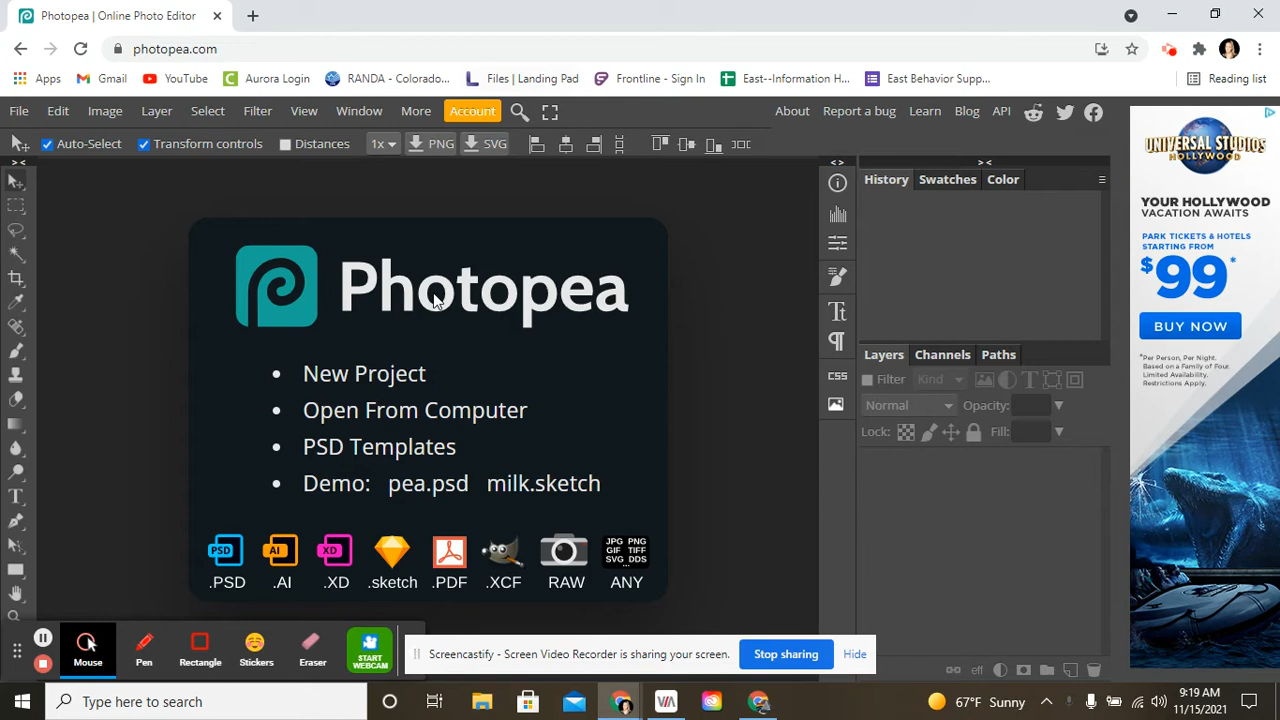 Photopea | Online Photo Editor
photopea.com
Apps Gmail YouTube Aurora Login RANDA - Colorado... Files | Landing Pad Frontline - Sign In East--Information H... East Behavior Supp... Reading list
File Edit Image Layer Select Filter View Window More Account About Report a bug Learn Blog API
Auto-Select Transform controls Distances 1x PNG SVG
History Swatches Color
Photopea
New Project
Open From Computer
PSD Templates
Demo: pea.psd milk.sketch
PSD AI XD JPG PNG
GIF TIFF
SVG DDS
...
.PSD .AI .XD .sketch .PDF .XCF RAW ANY
CSS
Layers Channels Paths
Filter Kind
Normal Opacity:
Lock: Fill:
eff
UNIVERSAL STUDIOS
HOLLYWOOD
YOUR HOLLYWOOD
VACATION AWAITS
PARK TICKETS & HOTELS
STARTING FROM
$99*
BUY NOW
*Per Person, Per Night.
Based on a Family of Four.
Limited Availability.
Restrictions Apply.
Mouse Pen Rectangle Stickers Eraser START
WEBCAM
Screencastify - Screen Video Recorder is sharing your screen. Stop sharing Hide
Type here to search
67°F Sunny
9:19 AM
11/15/2021